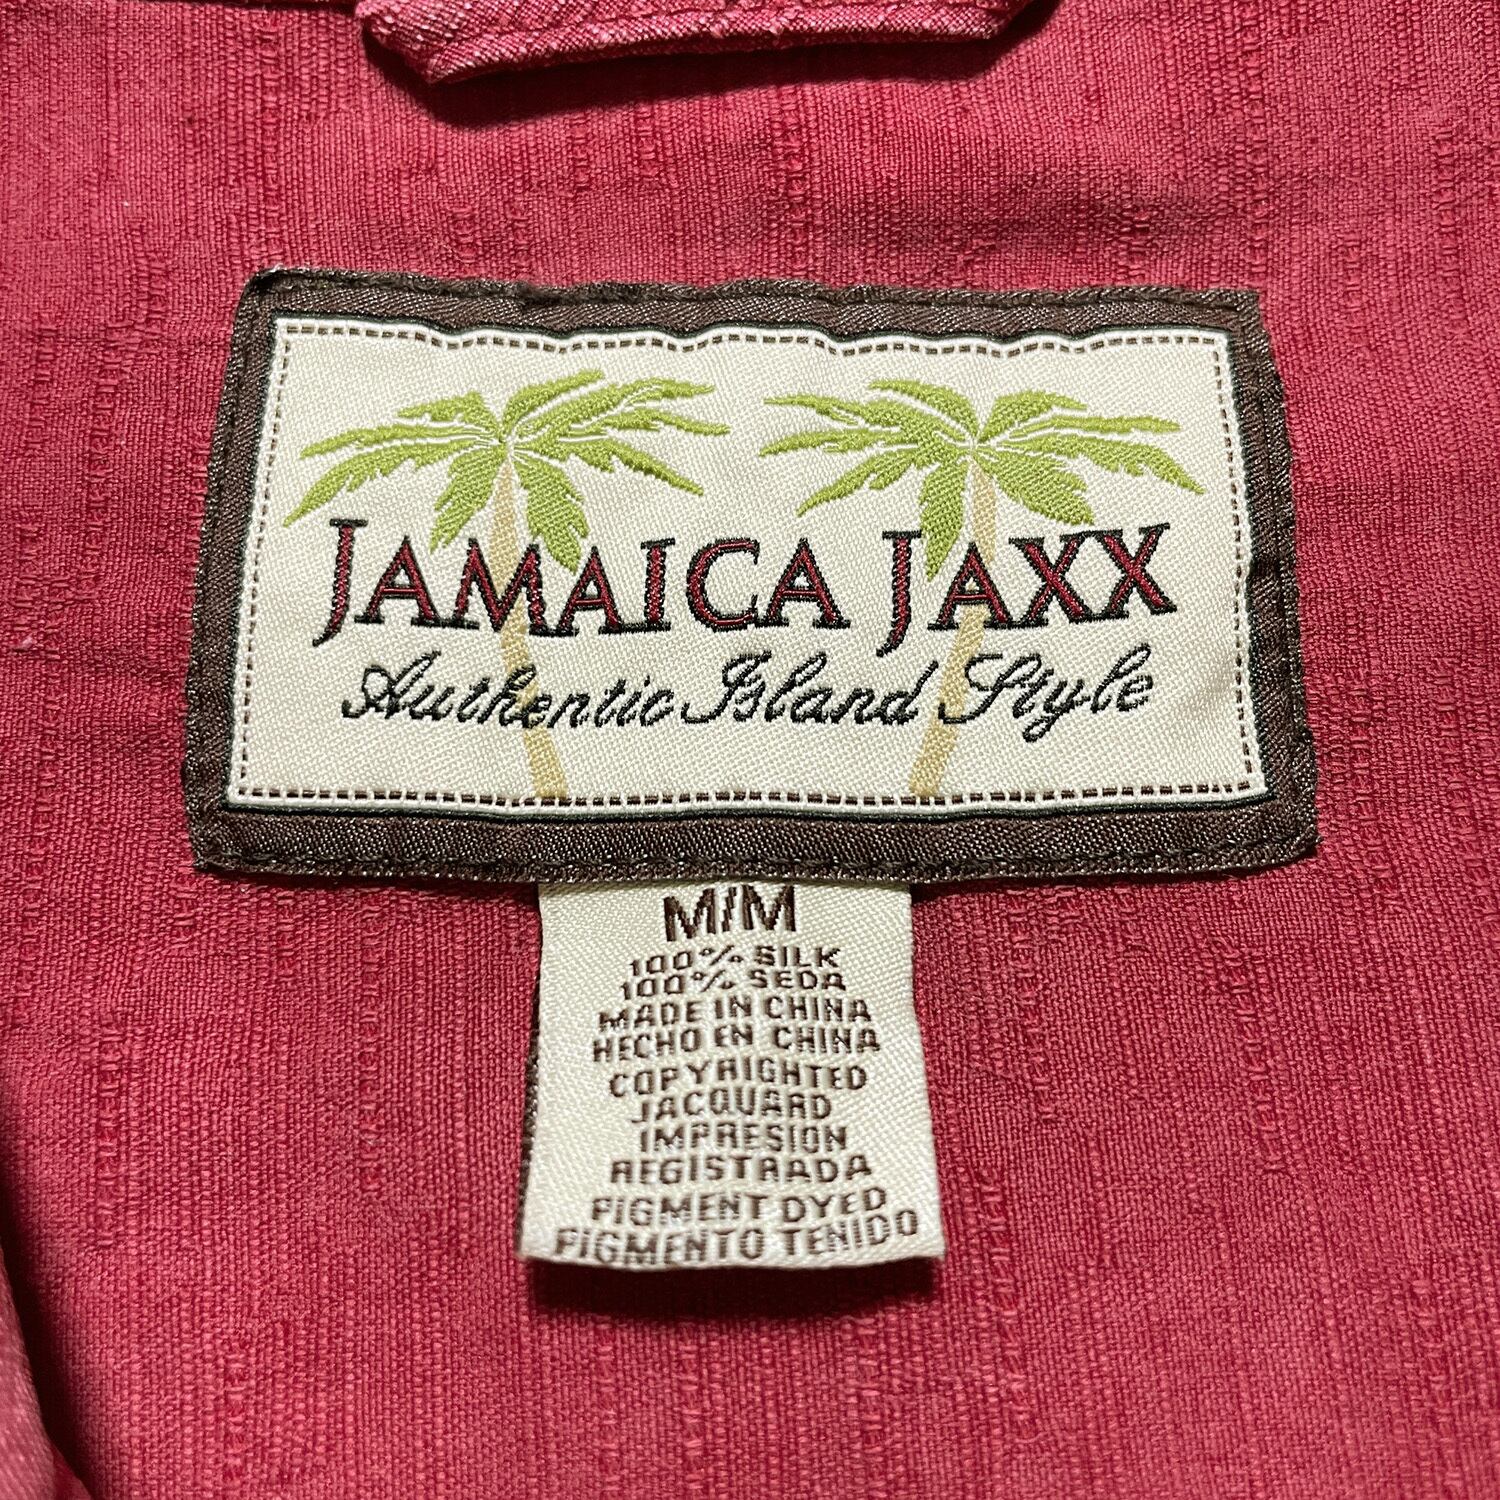 JAMAICA JAXX
Authentic Island Style
M/M
100% SILK
100% SEDA
MADE IN CHINA
HECHO EN CHINA
COPYRIGHTED
JACQUARD
IMPRESION
REGISTRADA
PIGMENT DYED
PIGMENTO TENIDO